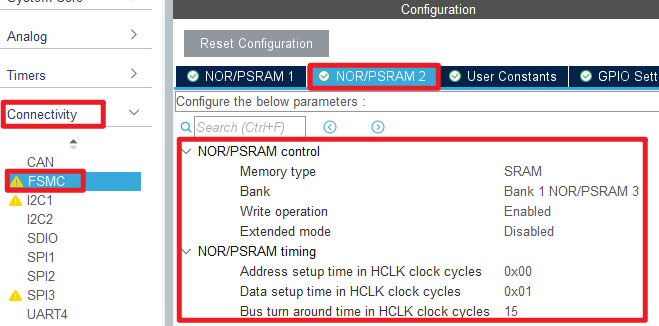 Configuration
Analog
Timers
Connectivity
CAN
FSMC
I2C1
I2C2
SDIO
SPI1
SPI2
SPI3
UART4
Reset Configuration
NOR/PSRAM 1
NOR/PSRAM 2
User Constants
GPIO Sett
Configure the below parameters :
Search (Ctrl+F)
NOR/PSRAM control
Memory type SRAM
Bank Bank 1 NOR/PSRAM 3
Write operation Enabled
Extended mode Disabled
NOR/PSRAM timing
Address setup time in HCLK clock cycles 0x00
Data setup time in HCLK clock cycles 0x01
Bus turn around time in HCLK clock cycles 15